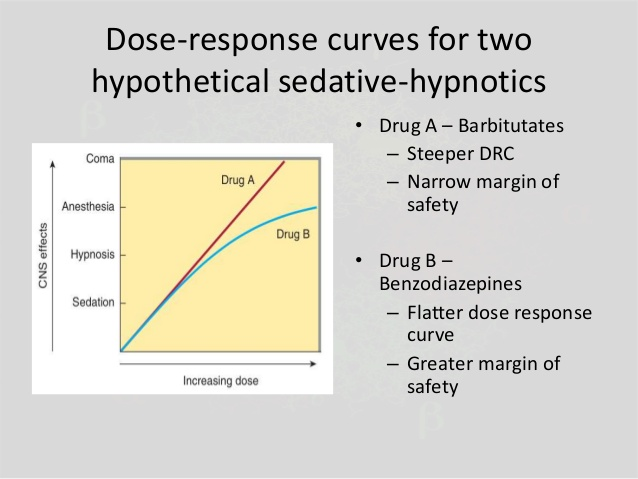 Dose-response curves for two
hypothetical sedative-hypnotics
Coma
Anesthesia
Hypnosis
Sedation
CNS effects
Drug A
Drug B
Increasing dose
• Drug A – Barbitutates
– Steeper DRC
– Narrow margin of
safety
• Drug B –
Benzodiazepines
– Flatter dose response
curve
– Greater margin of
safety